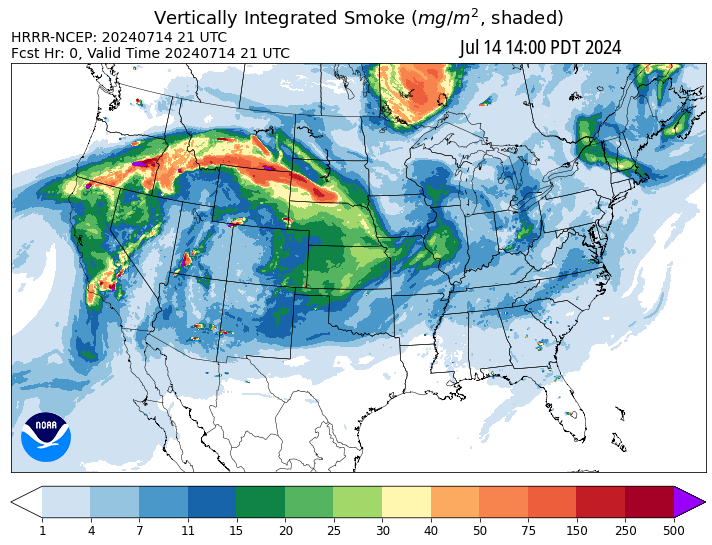 Vertically Integrated Smoke (mg/m², shaded)
HRRR-NCEP: 20240714 21 UTC
Fcst Hr: 0, Valid Time 20240714 21 UTC
Jul 14 14:00 PDT 2024
NOAA
1 4 7 11 15 20 25 30 40 50 75 150 250 500